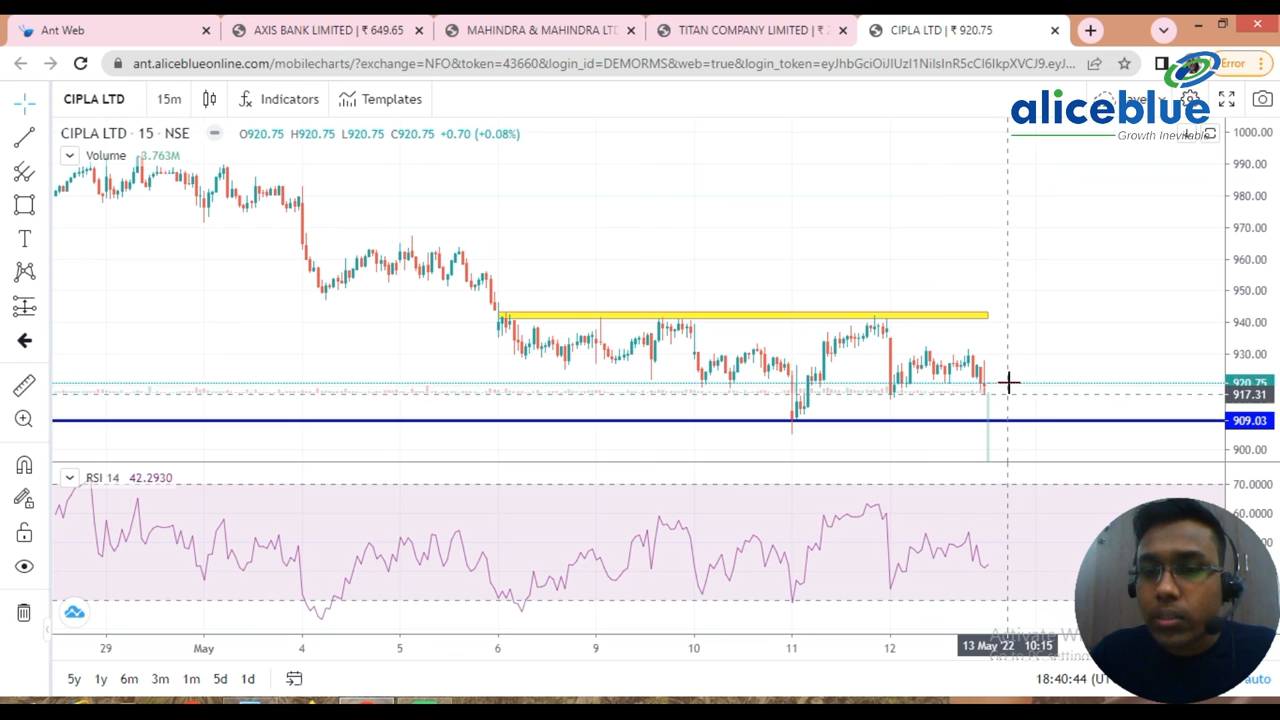 Ant Web
AXIS BANK LIMITED | ₹ 649.65
MAHINDRA & MAHINDRA LTD
TITAN COMPANY LIMITED | ₹ 2
CIPLA LTD | ₹ 920.75
ant.aliceblueonline.com/mobilecharts/?exchange=NFO&token=43660&login_id=DEMORMS&web=true&login_token=eyJhbGciOiJIUzI1NiIsInR5cCI6IkpXVCJ9.ey...
Error
CIPLA LTD
15m
Indicators
Templates
aliceblue
Growth Inevitable
CIPLA LTD · 15 · NSE
O920.75 H920.75 L920.75 C920.75 +0.70 (+0.08%)
Volume 3.763M
1000.00
990.00
980.00
970.00
960.00
950.00
940.00
930.00
920.75
917.31
909.03
900.00
RSI 14 42.2930
70.0000
60.0000
29 May 4 5 6 9 10 11 12
13 May '22 10:15
5y 1y 6m 3m 1m 5d 1d
18:40:44
auto